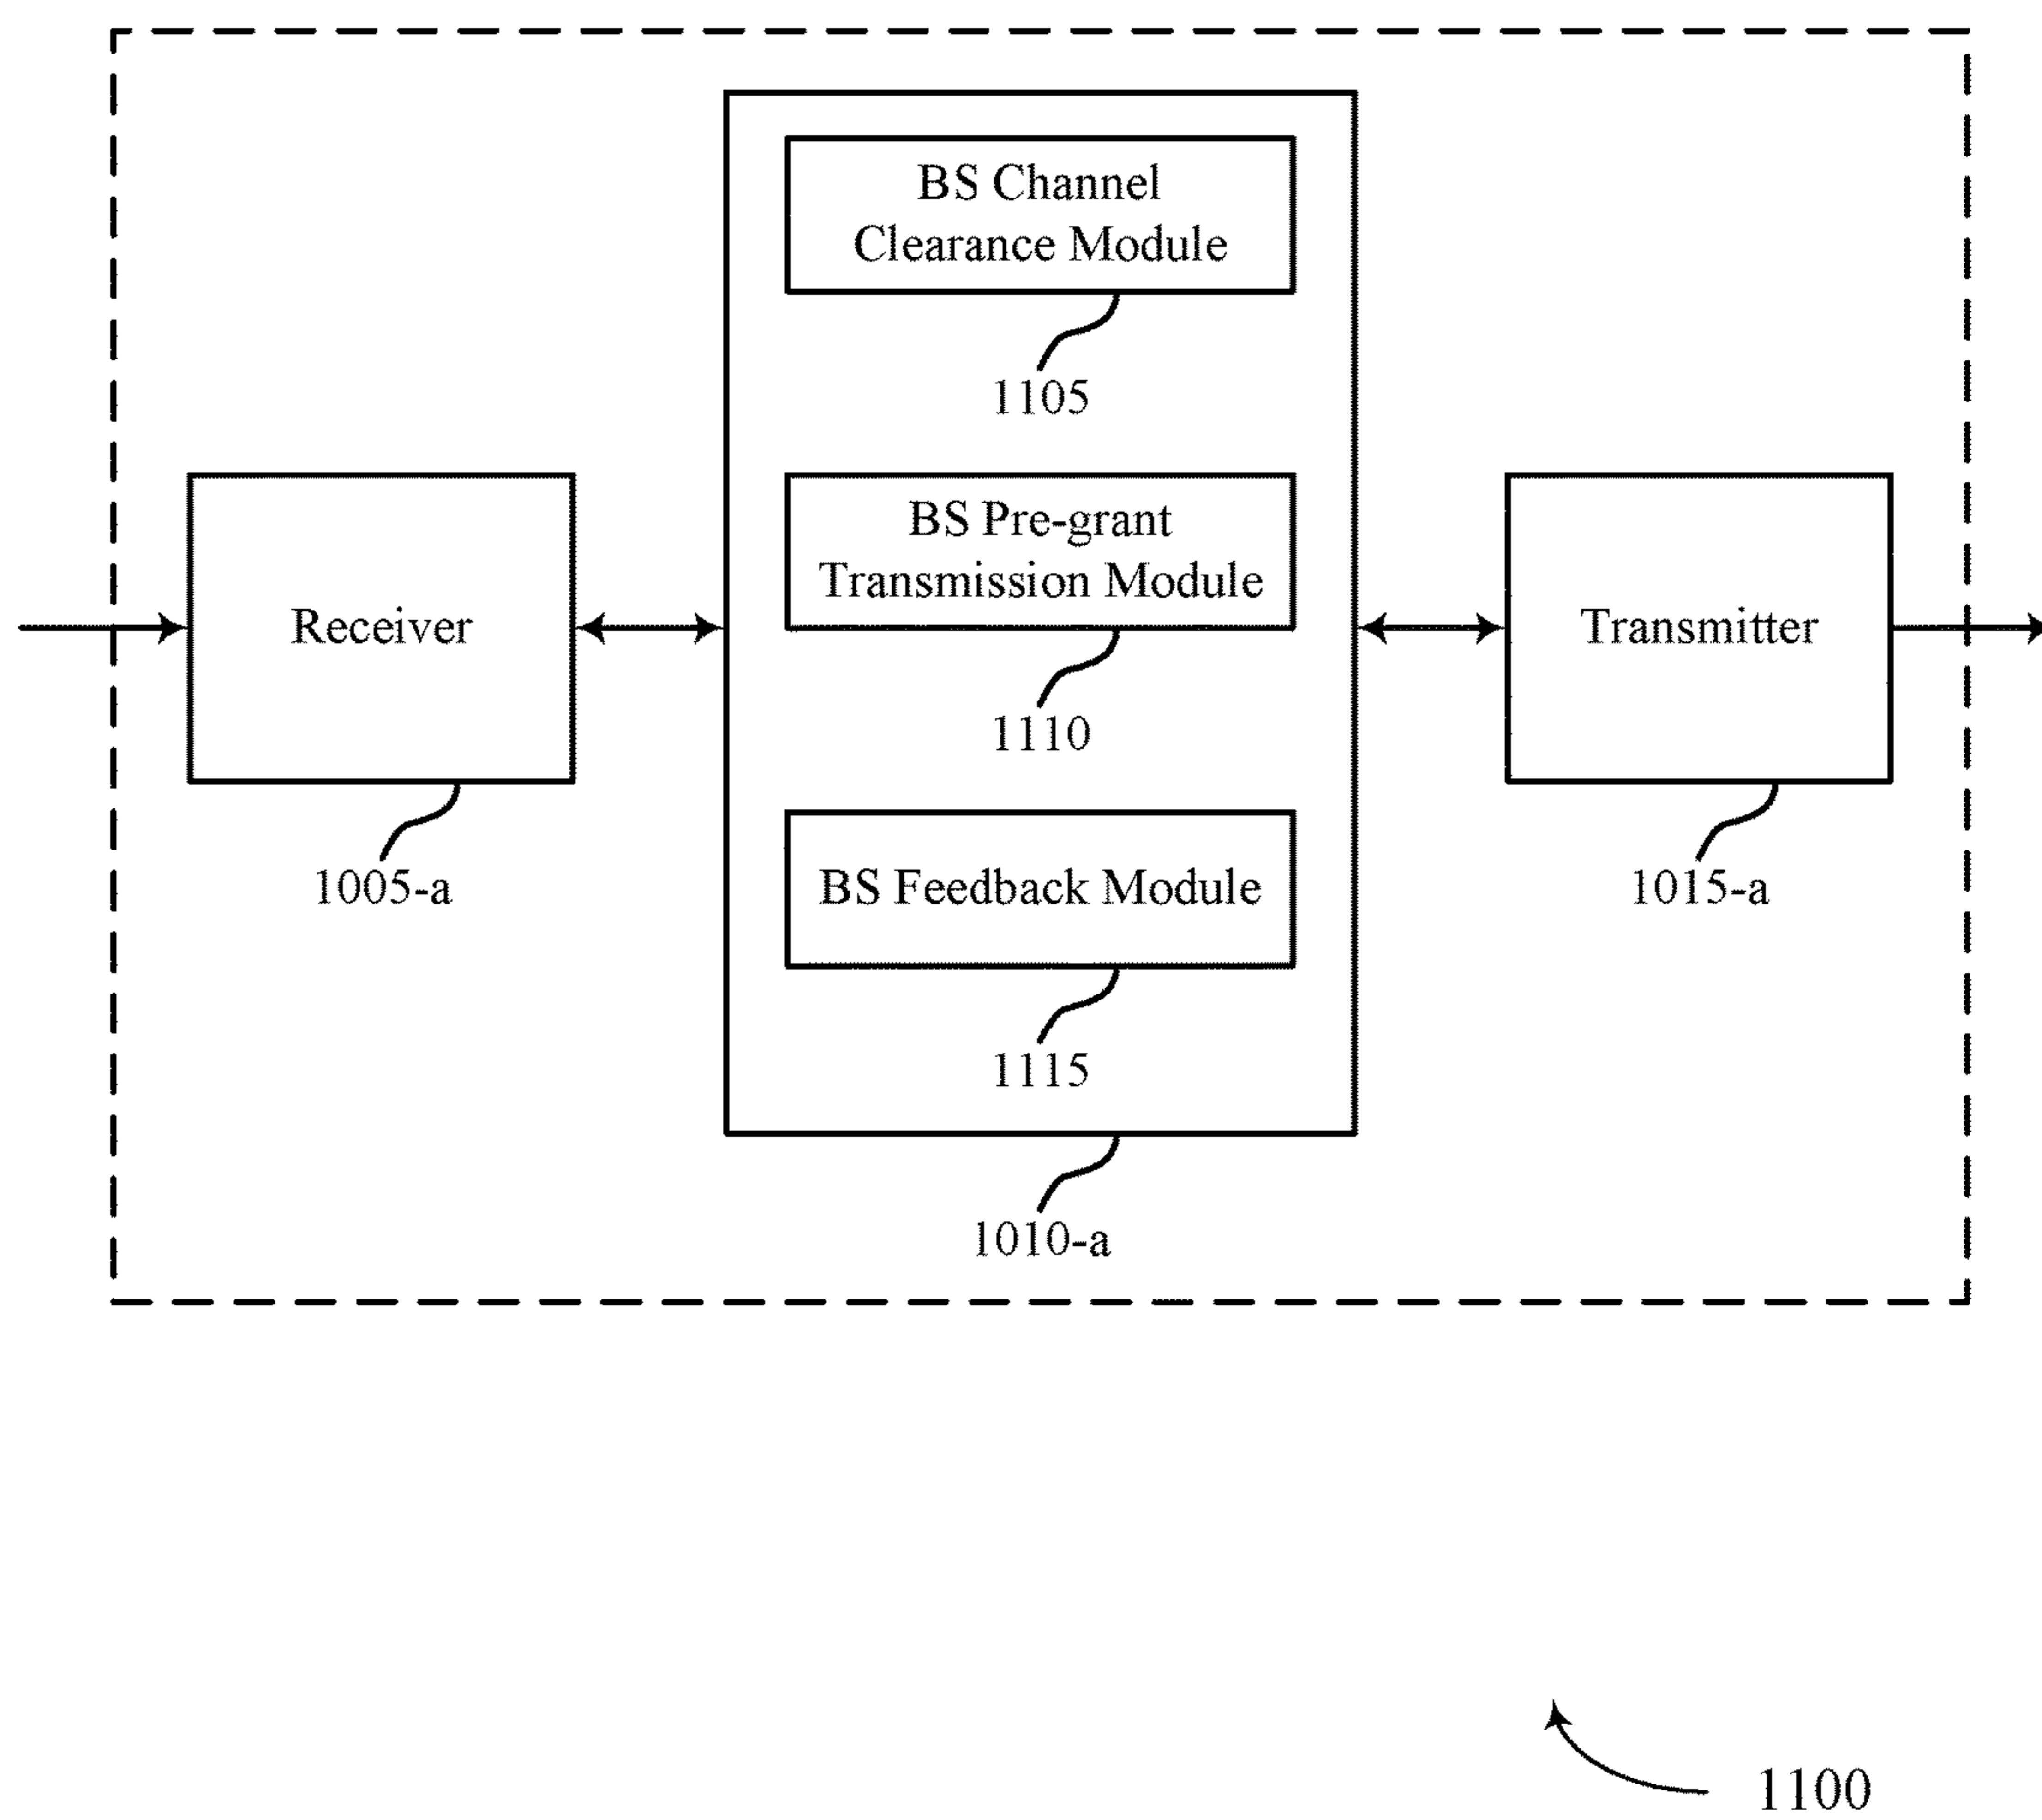 BS Channel
Clearance Module
1105
BS Pre-grant
Transmission Module
1110
Receiver
Transmitter
BS Feedback Module
1005-a
1015-a
1115
1010-a
1100